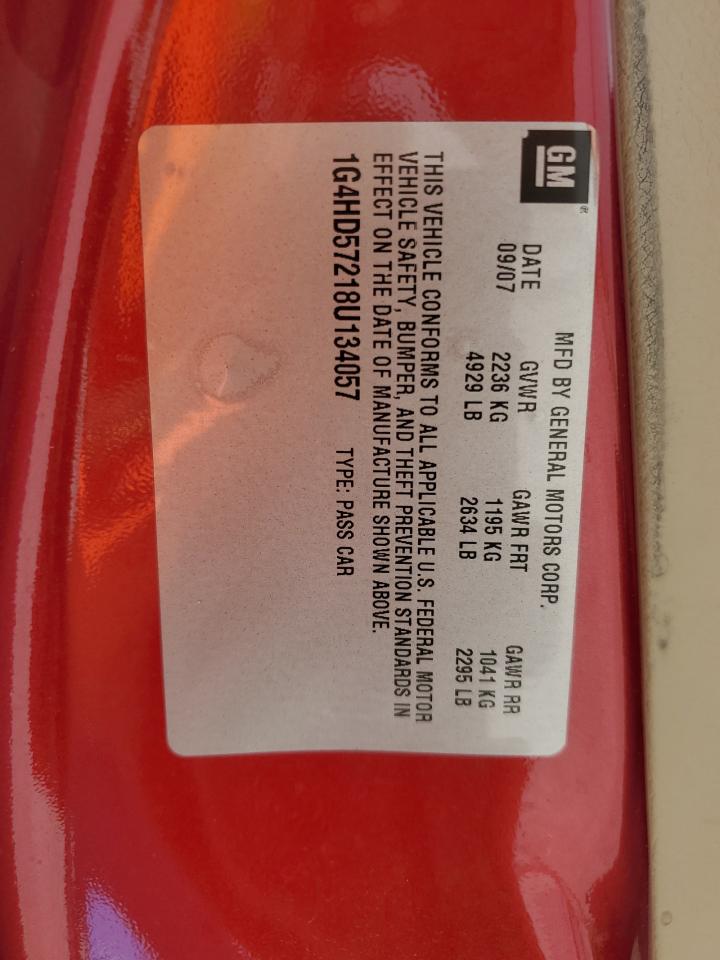 GM®
MFD BY GENERAL MOTORS CORP.
DATE GVWR GAWR FRT GAWR RR
09/07 2236 KG 1195 KG 1041 KG
4929 LB 2634 LB 2295 LB
THIS VEHICLE CONFORMS TO ALL APPLICABLE U.S. FEDERAL MOTOR
VEHICLE SAFETY, BUMPER, AND THEFT PREVENTION STANDARDS IN
EFFECT ON THE DATE OF MANUFACTURE SHOWN ABOVE.
1G4HD57218U134057 TYPE: PASS CAR